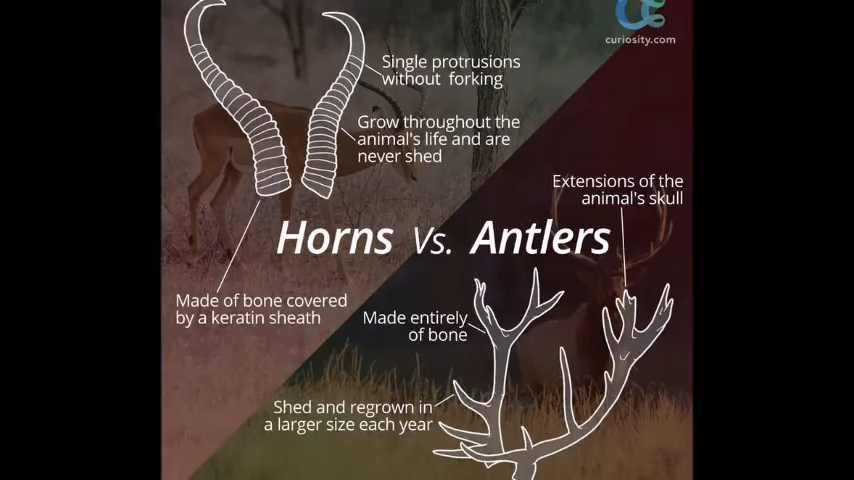 curiosity.com
Single protrusions
without forking
Grow throughout the
animal's life and are
never shed
Extensions of the
animal's skull
Horns Vs. Antlers
Made of bone covered
by a keratin sheath
Made entirely
of bone
Shed and regrown in
a larger size each year